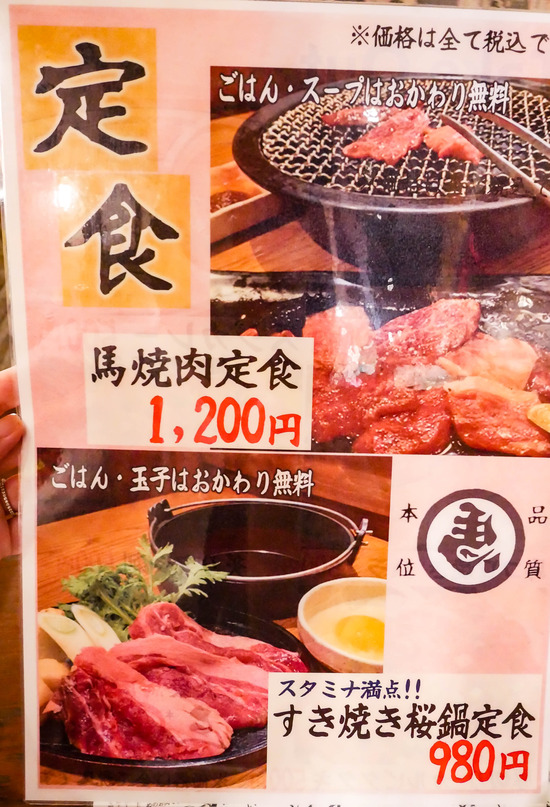 ※価格は全て税込で
定食
ごはん・スープはおかわり無料
馬焼肉定食
1,200円
ごはん・玉子はおかわり無料
品質
本位
馬
スタミナ満点!!
すき焼き桜鍋定食
980円